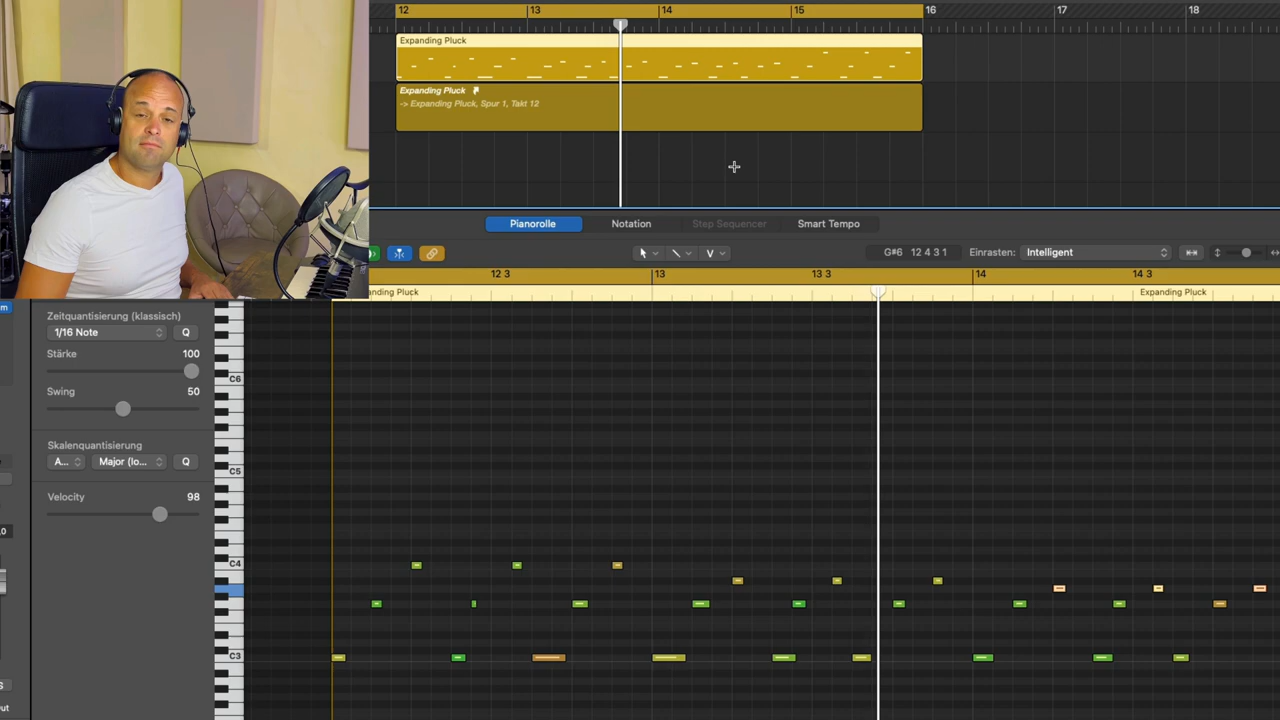 12 13 14 15 16 17 18
Expanding Pluck
Expanding Pluck
-> Expanding Pluck, Spur 1, Takt 12
Pianorolle Notation Step Sequencer Smart Tempo
G#6 12 4 3 1 Einrasten: Intelligent
12 3 13 13 3 14 14 3
anding Pluck Expanding Pluck
Zeitquantisierung (klassisch)
1/16 Note Q
Stärke 100
Swing 50
Skalenquantisierung
A... Major (lo... Q
Velocity 98
C6
C5
C4
C3